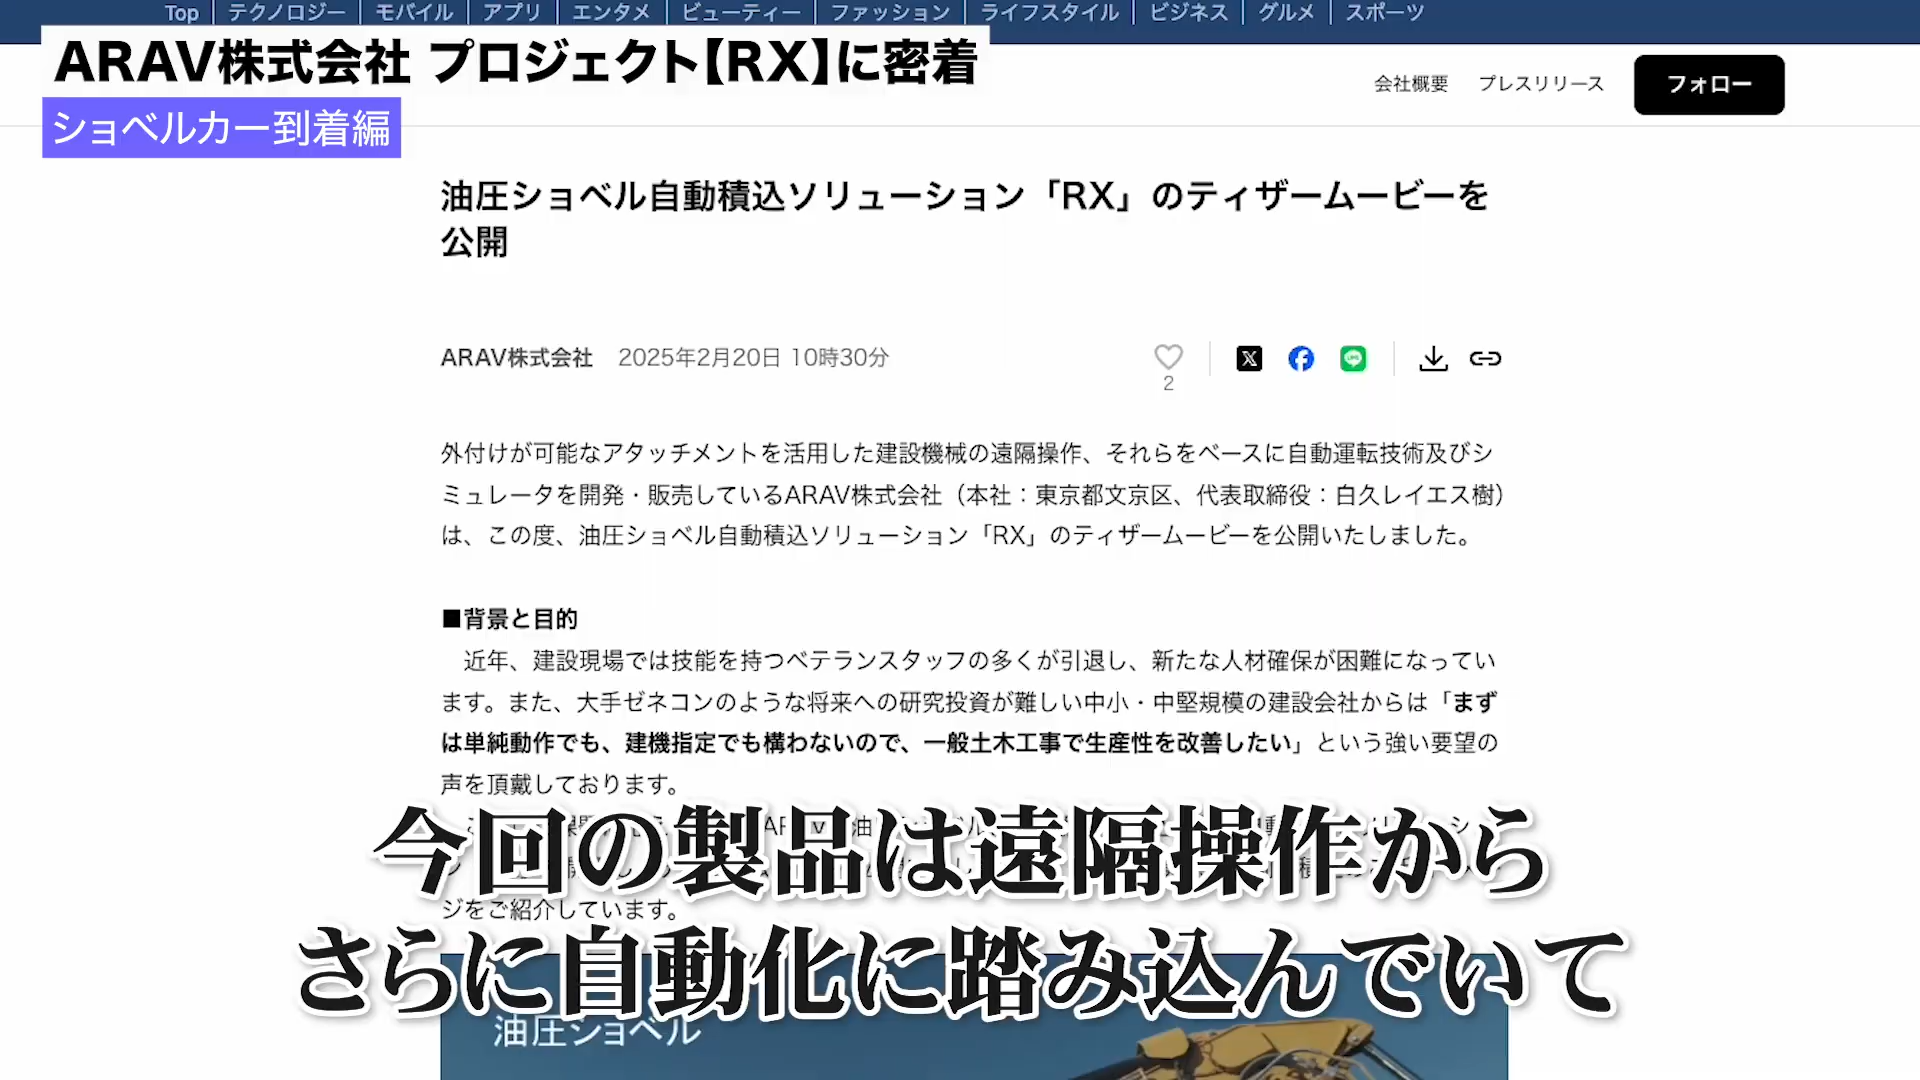 Top テクノロジー モバイル アプリ エンタメ ビューティー ファッション ライフスタイル ビジネス グルメ スポーツ
ARAV株式会社 プロジェクト【RX】に密着
ショベルカー到着編
会社概要 プレスリリース フォロー
油圧ショベル自動積込ソリューション「RX」のティザームービーを
公開
ARAV株式会社 2025年2月20日 10時30分
2
外付けが可能なアタッチメントを活用した建設機械の遠隔操作、それらをベースに自動運転技術及びシ
ミュレータを開発・販売しているARAV株式会社（本社：東京都文京区、代表取締役：白久レイエス樹）
は、この度、油圧ショベル自動積込ソリューション「RX」のティザームービーを公開いたしました。
■背景と目的
近年、建設現場では技能を持つベテランスタッフの多くが引退し、新たな人材確保が困難になってい
ます。また、大手ゼネコンのような将来への研究投資が難しい中小・中堅規模の建設会社からは「まず
は単純動作でも、建機指定でも構わないので、一般土木工事で生産性を改善したい」という強い要望の
声を頂戴しております。
今回の製品は遠隔操作から
ジをご紹介しています。
さらに自動化に踏み込んでいて
油圧ショベル